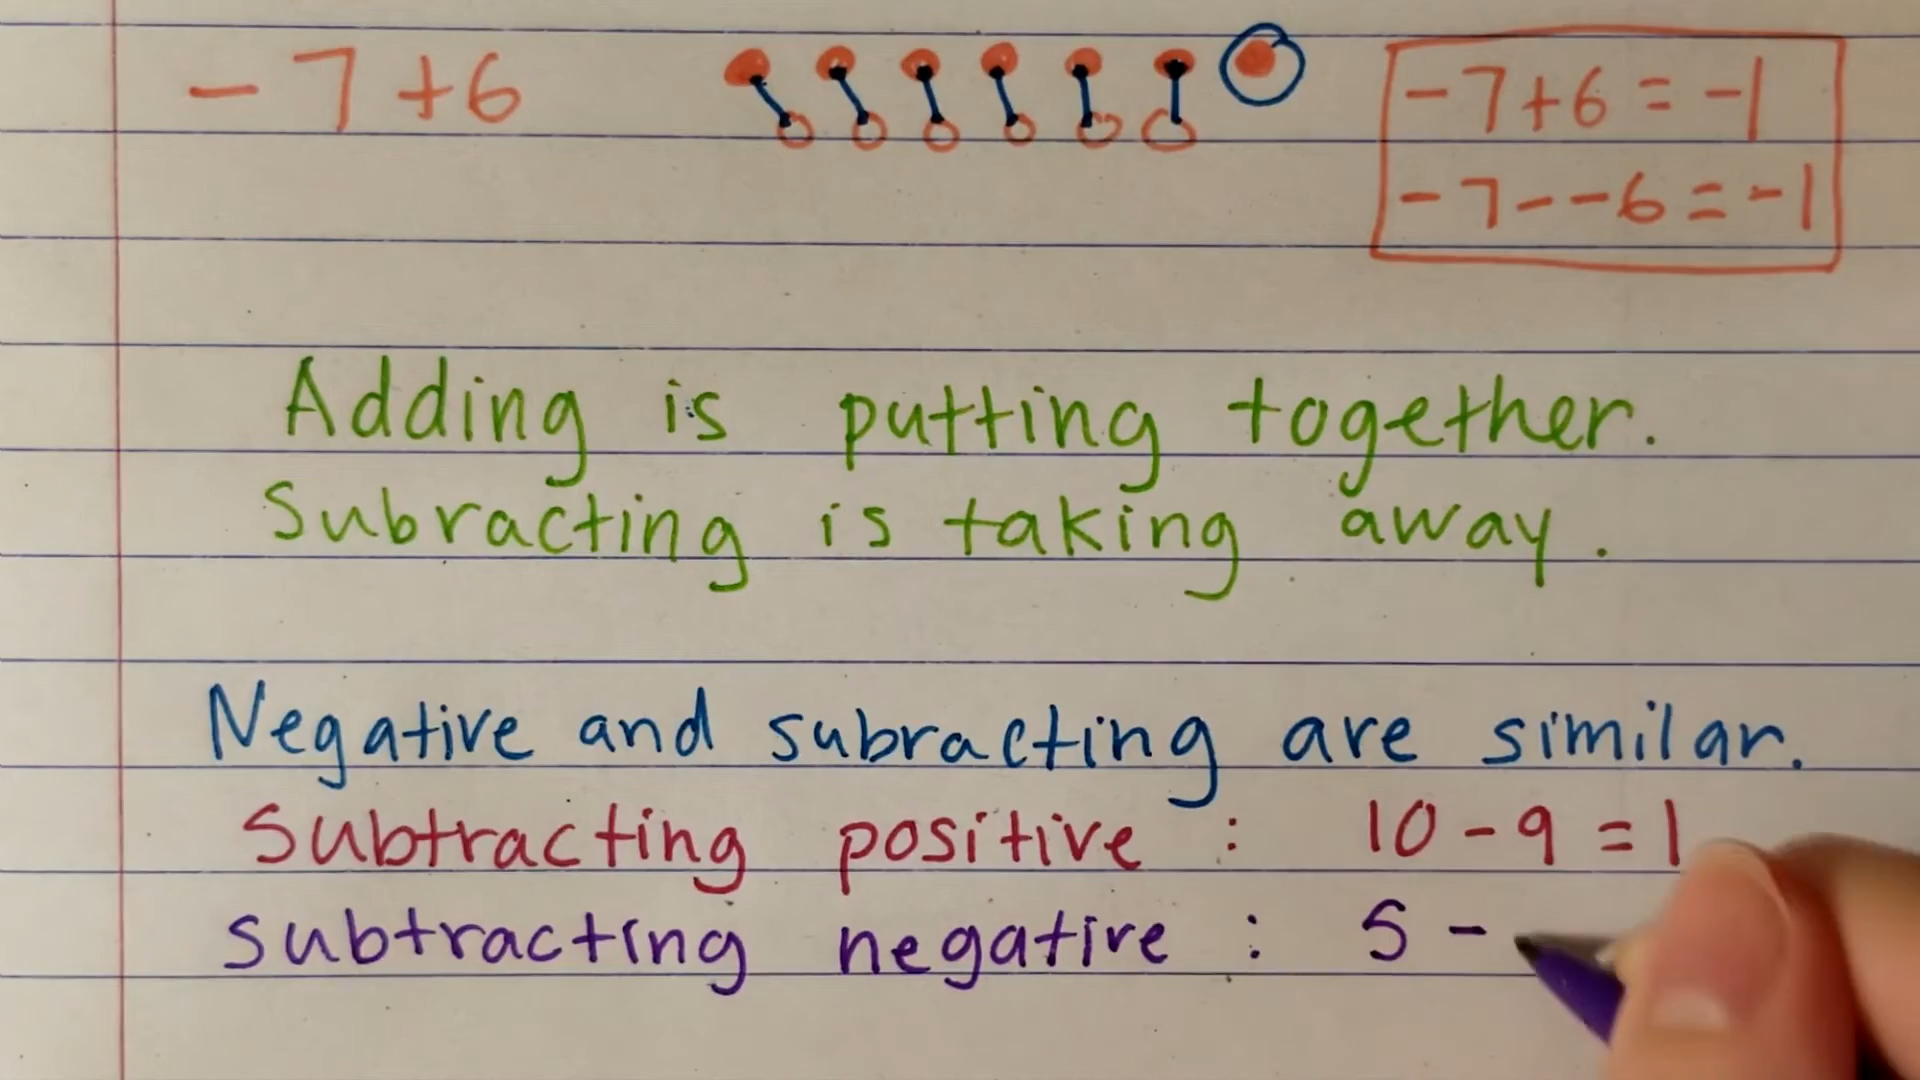 -7+6
-7+6=-1
-7--6=-1
Adding is putting together.
Subracting is taking away.
Negative and subracting are similar.
Subtracting positive : 10-9=1
subtracting negative : 5-